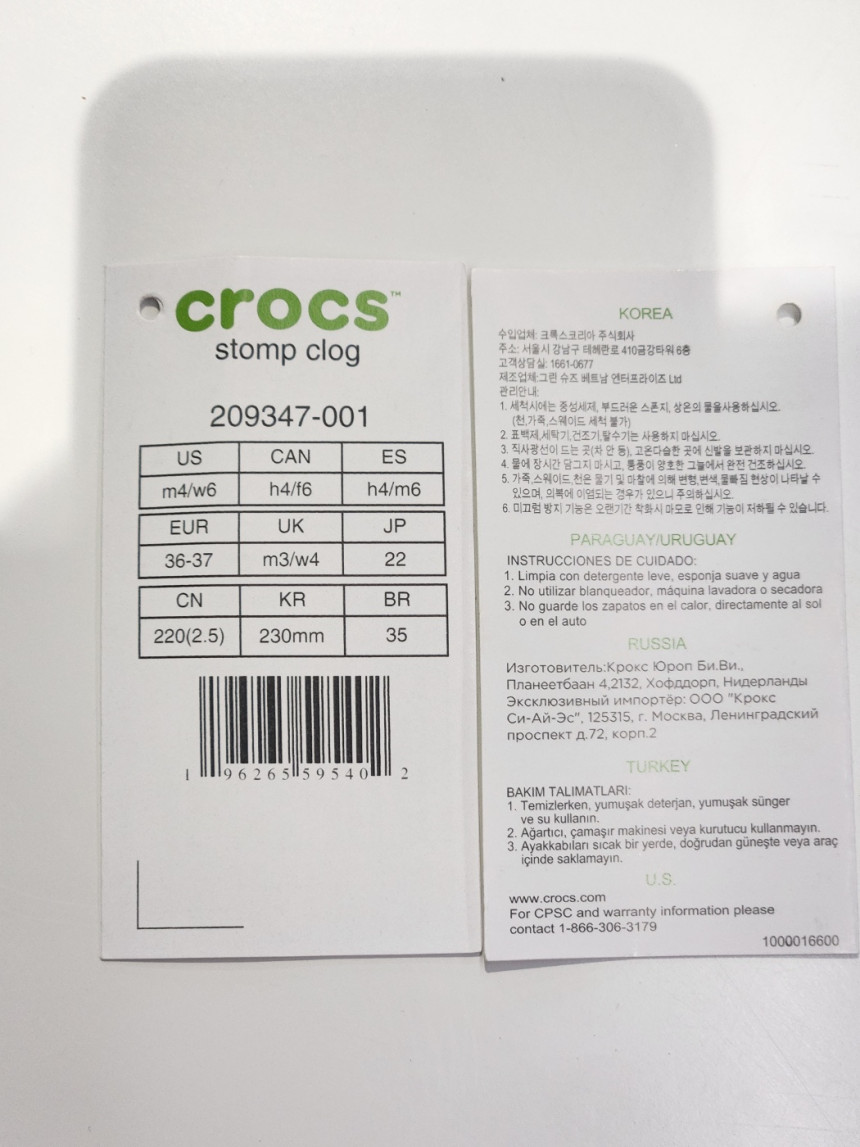 crocs™
stomp clog
209347-001
US CAN ES
m4/w6 h4/f6 h4/m6
EUR UK JP
36-37 m3/w4 22
CN KR BR
220(2.5) 230mm 35
1 96265 59540 2
KOREA
수입업체: 크록스코리아 주식회사
주소: 서울시 강남구 테헤란로 410금강타워 6층
고객상담실: 1661-0677
제조업체:그린 슈즈 베트남 엔터프라이즈 Ltd
관리안내:
1. 세척시에는 중성세제, 부드러운 스폰지, 상온의 물을사용하십시오.
(천,가죽,스웨이드 세척 불가)
2. 표백제,세탁기,건조기,탈수기는 사용하지 마십시오.
3. 직사광선이 드는 곳(차 안 등), 고온다습한 곳에 신발을 보관하지 마십시오.
4. 물에 장시간 담그지 마시고, 통풍이 양호한 그늘에서 완전 건조하십시오.
5. 가죽,스웨이드,천은 물기 및 마찰에 의해 변형,변색,물빠짐 현상이 나타날 수
있으며, 의복에 이염되는 경우가 있으니 주의하십시오.
6. 미끄럼 방지 기능은 오랜기간 착화시 마모로 인해 기능이 저하될 수 있습니다.
PARAGUAY/URUGUAY
INSTRUCCIONES DE CUIDADO:
1. Limpia con detergente leve, esponja suave y agua
2. No utilizar blanqueador, máquina lavadora o secadora
3. No guarde los zapatos en el calor, directamente al sol
o en el auto
RUSSIA
Изготовитель:Крокс Юроп Би.Ви.,
Планеетбаан 4,2132, Хофддорп, Нидерланды
Эксклюзивный импортёр: ООО "Крокс
Си-Ай-Эс", 125315, г. Москва, Ленинградский
проспект д.72, корп.2
TURKEY
BAKIM TALIMATLARI:
1. Temizlerken, yumuşak deterjan, yumuşak sünger
ve su kullanın.
2. Ağartıcı, çamaşır makinesi veya kurutucu kullanmayın.
3. Ayakkabıları sıcak bir yerde, doğrudan güneşte veya araç
içinde saklamayın.
U.S.
www.crocs.com
For CPSC and warranty information please
contact 1-866-306-3179
1000016600